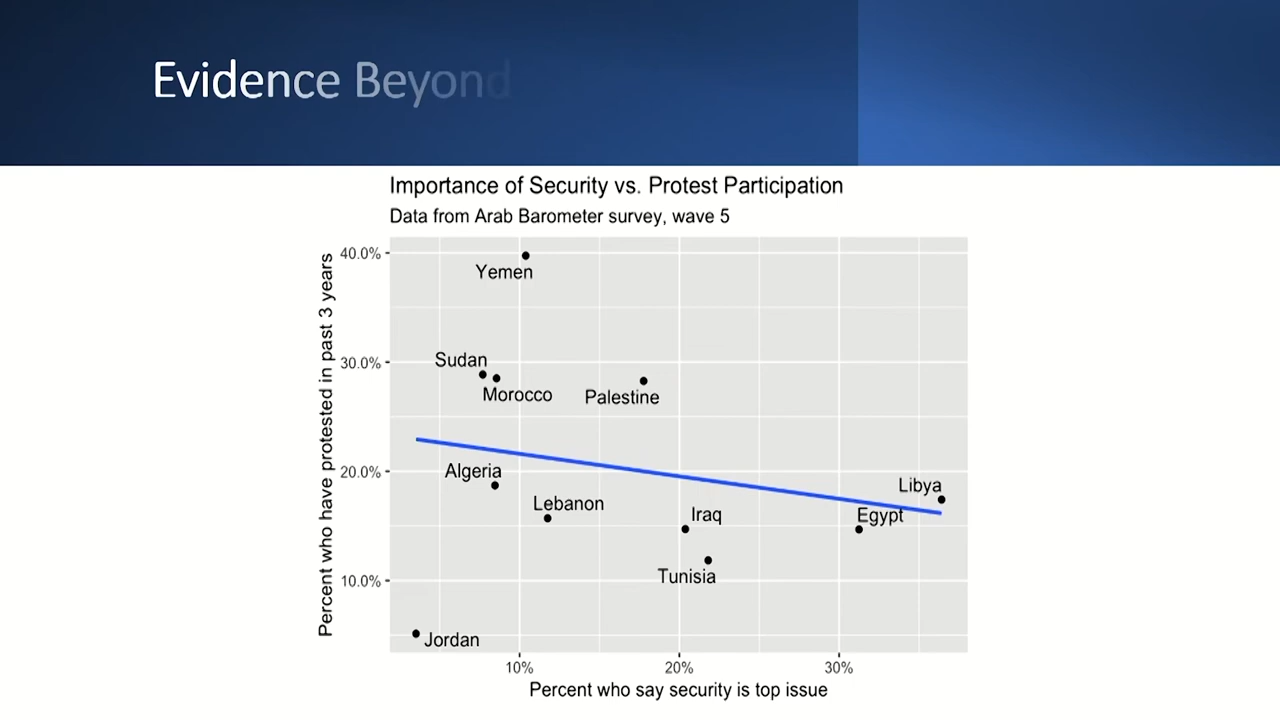 Evidence Beyond
Importance of Security vs. Protest Participation
Data from Arab Barometer survey, wave 5
Percent who have protested in past 3 years
40.0%
30.0%
20.0%
10.0%
Yemen
Sudan
Morocco
Palestine
Algeria
Lebanon
Libya
Iraq
Egypt
Tunisia
Jordan
10%
20%
30%
Percent who say security is top issue